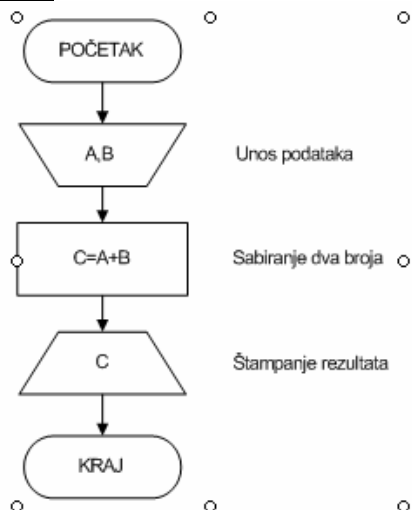 POČETAK
A,B
Unos podataka
C=A+B
Sabiranje dva broja
C
Štampanje rezultata
KRAJ